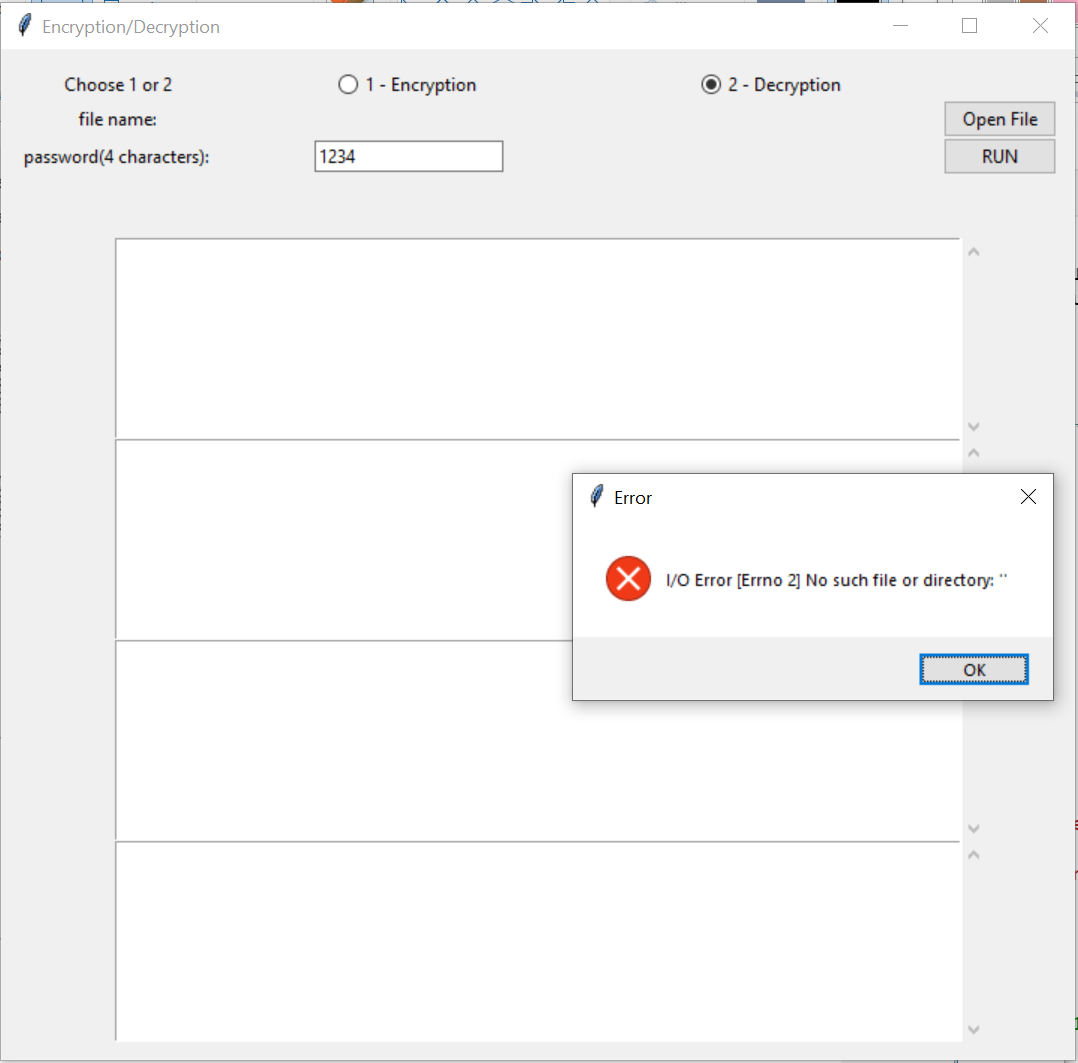 Encryption/Decryption
Choose 1 or 2
1 - Encryption
2 - Decryption
file name:
Open File
password(4 characters):
1234
RUN
Error
I/O Error [Errno 2] No such file or directory: ''
OK